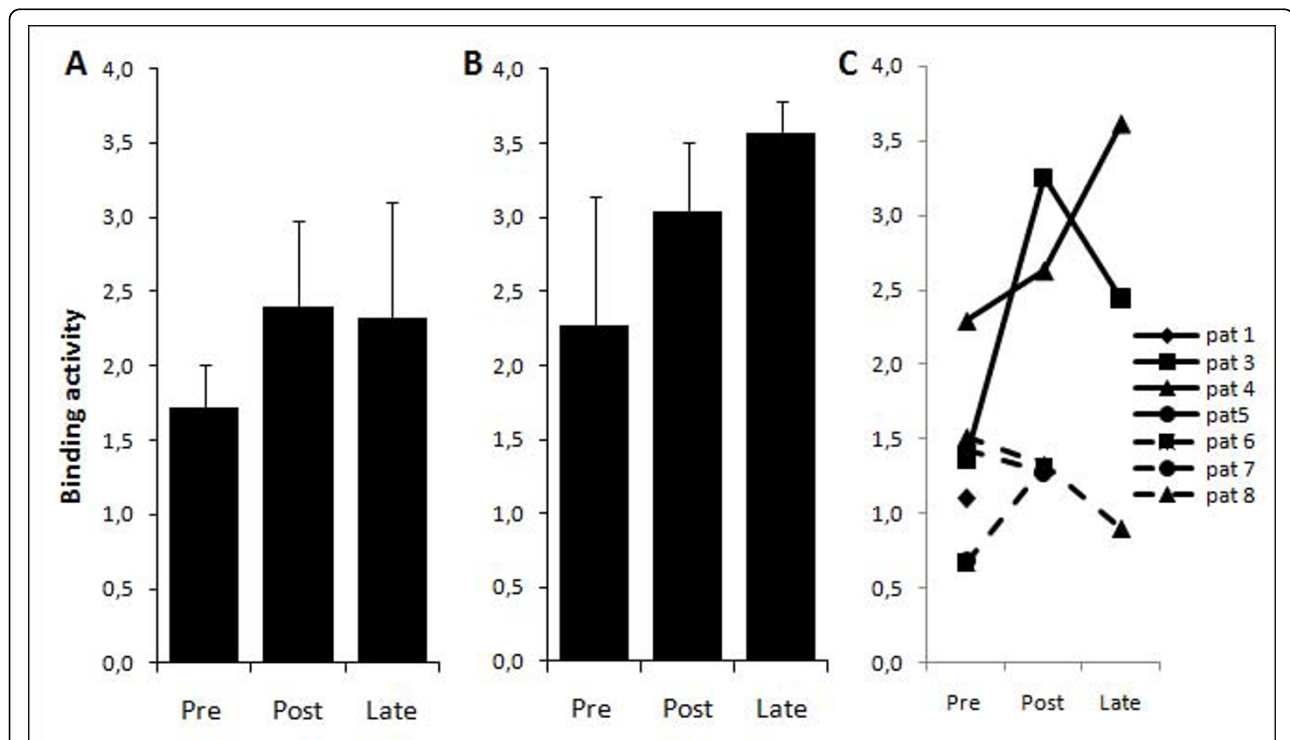 A
4,0
3,5
3,0
2,5
2,0
1,5
1,0
0,5
0,0
Binding activity
Pre Post Late
B
4,0
3,5
3,0
2,5
2,0
1,5
1,0
0,5
0,0
Pre Post Late
C
4,0
3,5
3,0
2,5
2,0
1,5
1,0
0,5
0,0
Pre Post Late
pat 1
pat 3
pat 4
pat5
pat 6
pat 7
pat 8